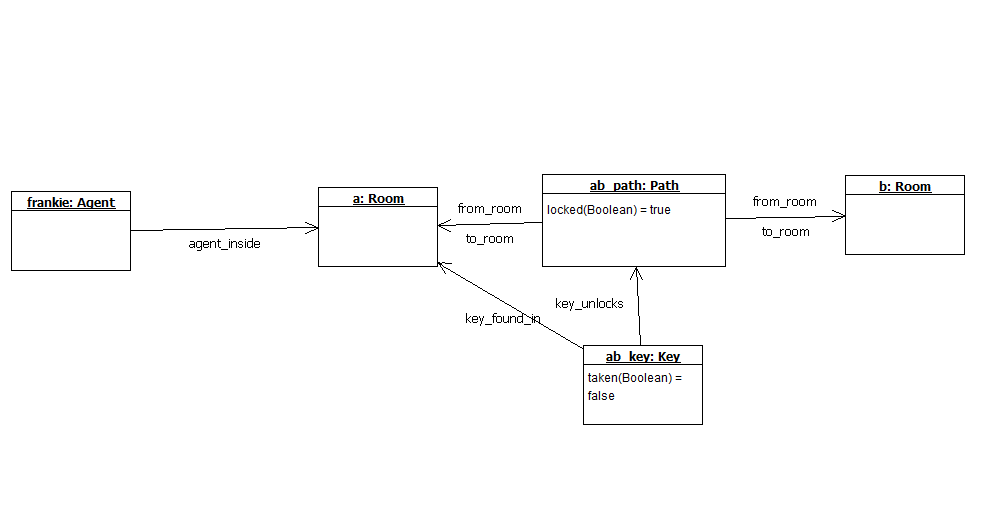 frankie: Agent
agent_inside
a: Room
from_room
to_room
ab_path: Path
locked(Boolean) = true
from_room
to_room
b: Room
key_found_in
key_unlocks
ab_key: Key
taken(Boolean) =
false